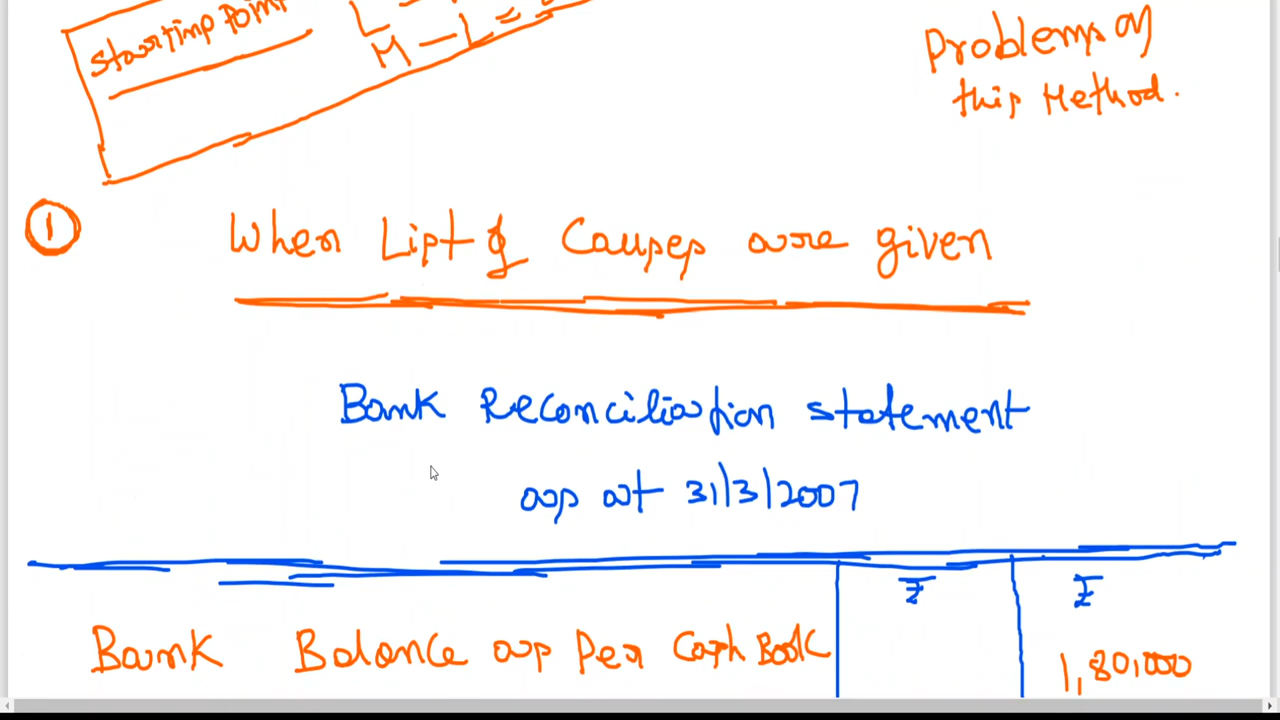 Starting Point
M - L =
Problems of
this Method.
1
When List of Causes are given
Bank Reconciliation statement
as at 31/3/2007
₹ ₹
Bank Balance as Per Cash Book 1,80,000